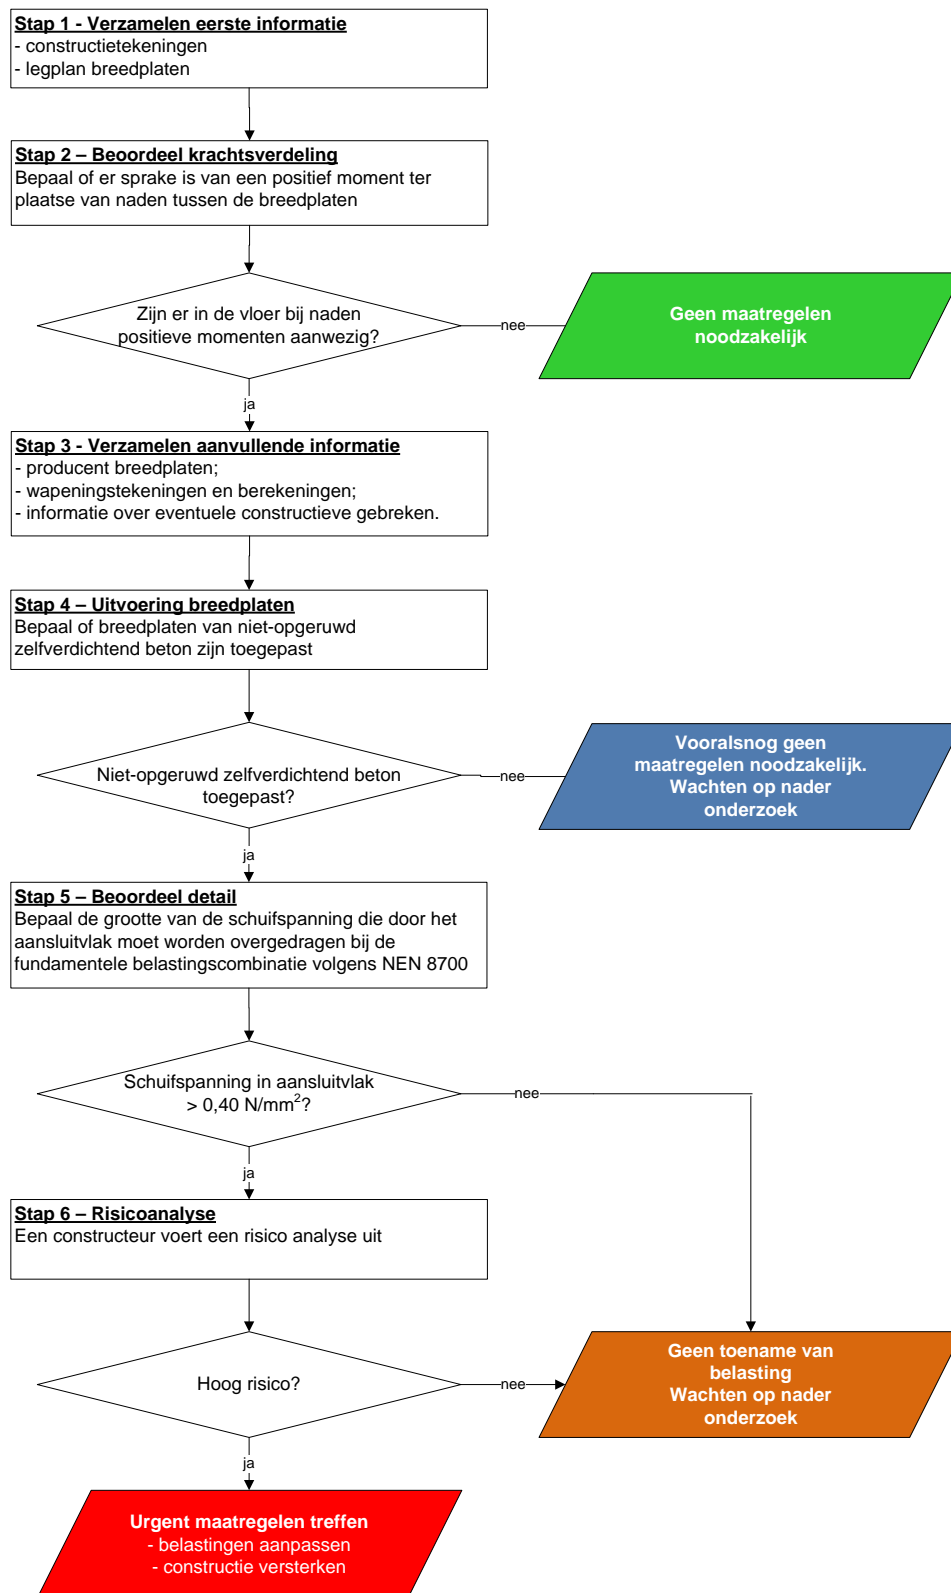 Stap 1 - Verzamelen eerste informatie
- constructietekeningen
- legplan breedplaten
Stap 2 – Beoordeel krachtsverdeling
Bepaal of er sprake is van een positief moment ter
plaatse van naden tussen de breedplaten
Zijn er in de vloer bij naden
positieve momenten aanwezig?
nee
Geen maatregelen
noodzakelijk
ja
Stap 3 - Verzamelen aanvullende informatie
- producent breedplaten;
- wapeningstekeningen en berekeningen;
- informatie over eventuele constructieve gebreken.
Stap 4 – Uitvoering breedplaten
Bepaal of breedplaten van niet-opgeruwd
zelfverdichtend beton zijn toegepast
Niet-opgeruwd zelfverdichtend beton
toegepast?
nee
Vooralsnog geen
maatregelen noodzakelijk.
Wachten op nader
onderzoek
ja
Stap 5 – Beoordeel detail
Bepaal de grootte van de schuifspanning die door het
aansluitvlak moet worden overgedragen bij de
fundamentele belastingscombinatie volgens NEN 8700
Schuifspanning in aansluitvlak
> 0,40 N/mm²?
nee
ja
Stap 6 – Risicoanalyse
Een constructeur voert een risico analyse uit
Hoog risico?
nee
Geen toename van
belasting
Wachten op nader
onderzoek
ja
Urgent maatregelen treffen
- belastingen aanpassen
- constructie versterken